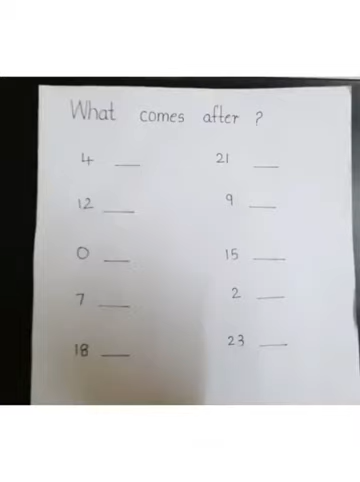 What comes after ?
4 ___ 21 ___
12 ___ 9 ___
0 ___ 15 ___
7 ___ 2 ___
18 ___ 23 ___